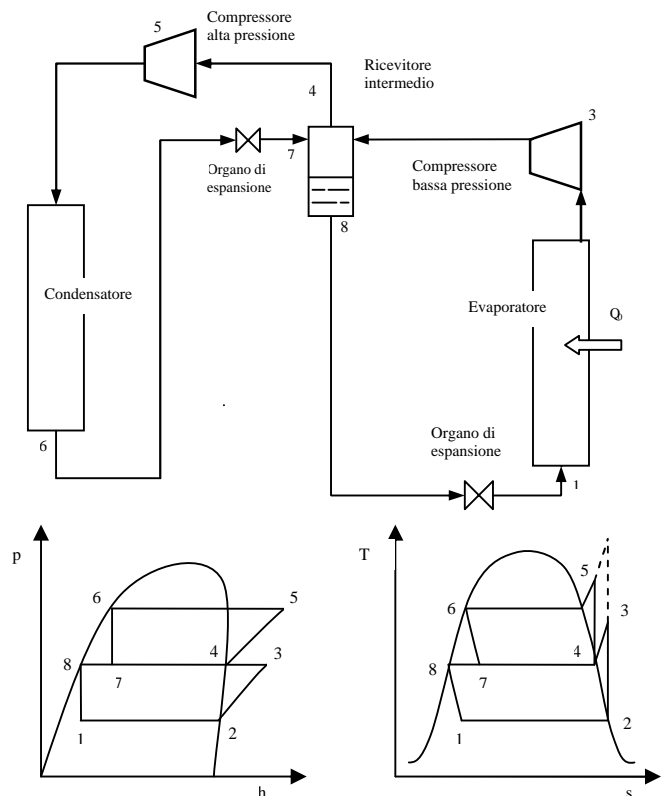 5
Compressore
alta pressione
4
Ricevitore
intermedio
3
7
Organo di
espansione
Compressore
bassa pressione
8
Condensatore
Evaporatore
Q0
6
Organo di
espansione
1
p
6
5
8
7
4
3
1
2
h
T
5
6
3
8
7
4
1
2
s